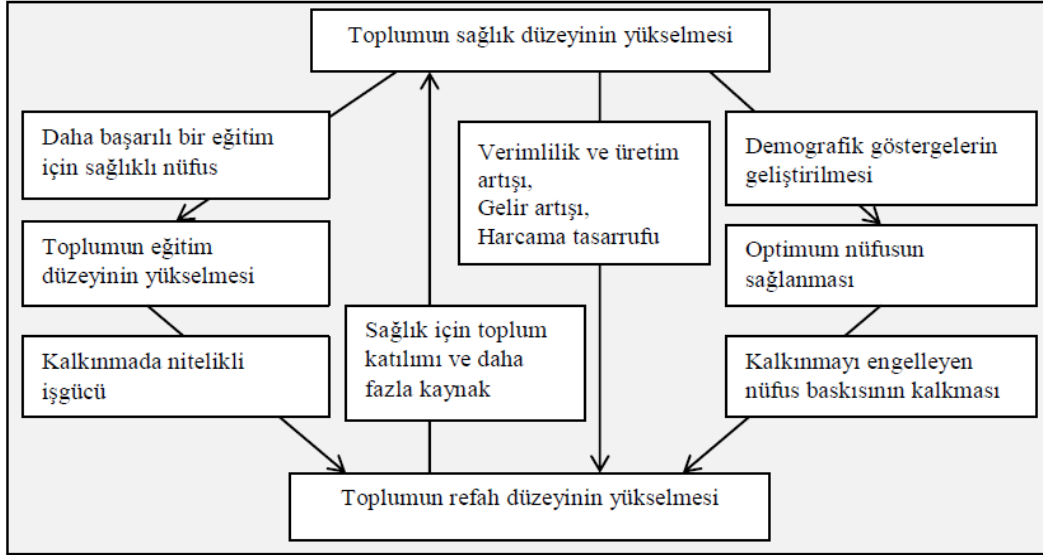 Toplumun sağlık düzeyinin yükselmesi
Daha başarılı bir eğitim
için sağlıklı nüfus
Toplumun eğitim
düzeyinin yükselmesi
Kalkınmada nitelikli
işgücü
Sağlık için toplum
katılımı ve daha
fazla kaynak
Verimlilik ve üretim
artışı,
Gelir artışı,
Harcama tasarrufu
Demografik göstergelerin
geliştirilmesi
Optimum nüfusun
sağlanması
Kalkınmayı engelleyen
nüfus baskısının kalkması
Toplumun refah düzeyinin yükselmesi